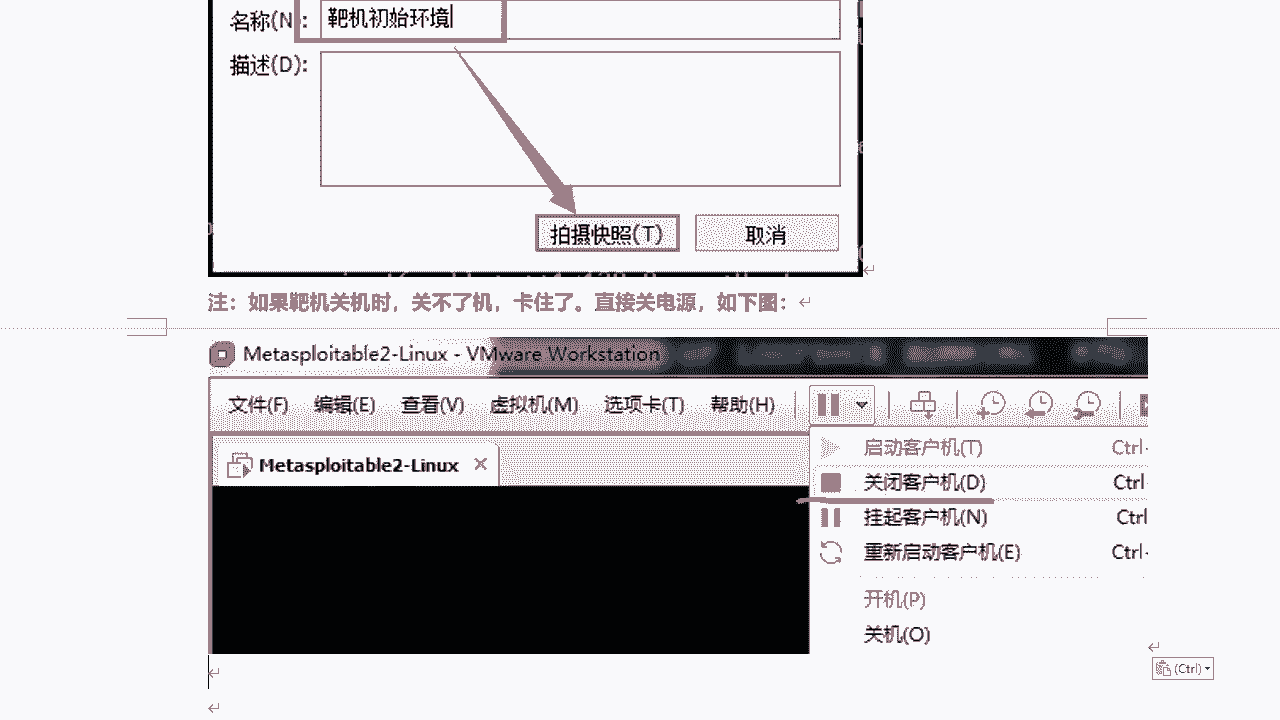 名称(N):
靶机初始环境
描述(D):
拍摄快照(T)
取消
注：如果靶机关机时，关不了机，卡住了。直接关电源，如下图：
Metasploitable2-Linux - VMware Workstation
文件(F) 编辑(E) 查看(V) 虚拟机(M) 选项卡(T) 帮助(H)
Metasploitable2-Linux
启动客户机(T) Ctrl
关闭客户机(D) Ctrl
挂起客户机(N) Ctrl
重新启动客户机(E) Ctrl
开机(P)
关机(O)
(Ctrl)